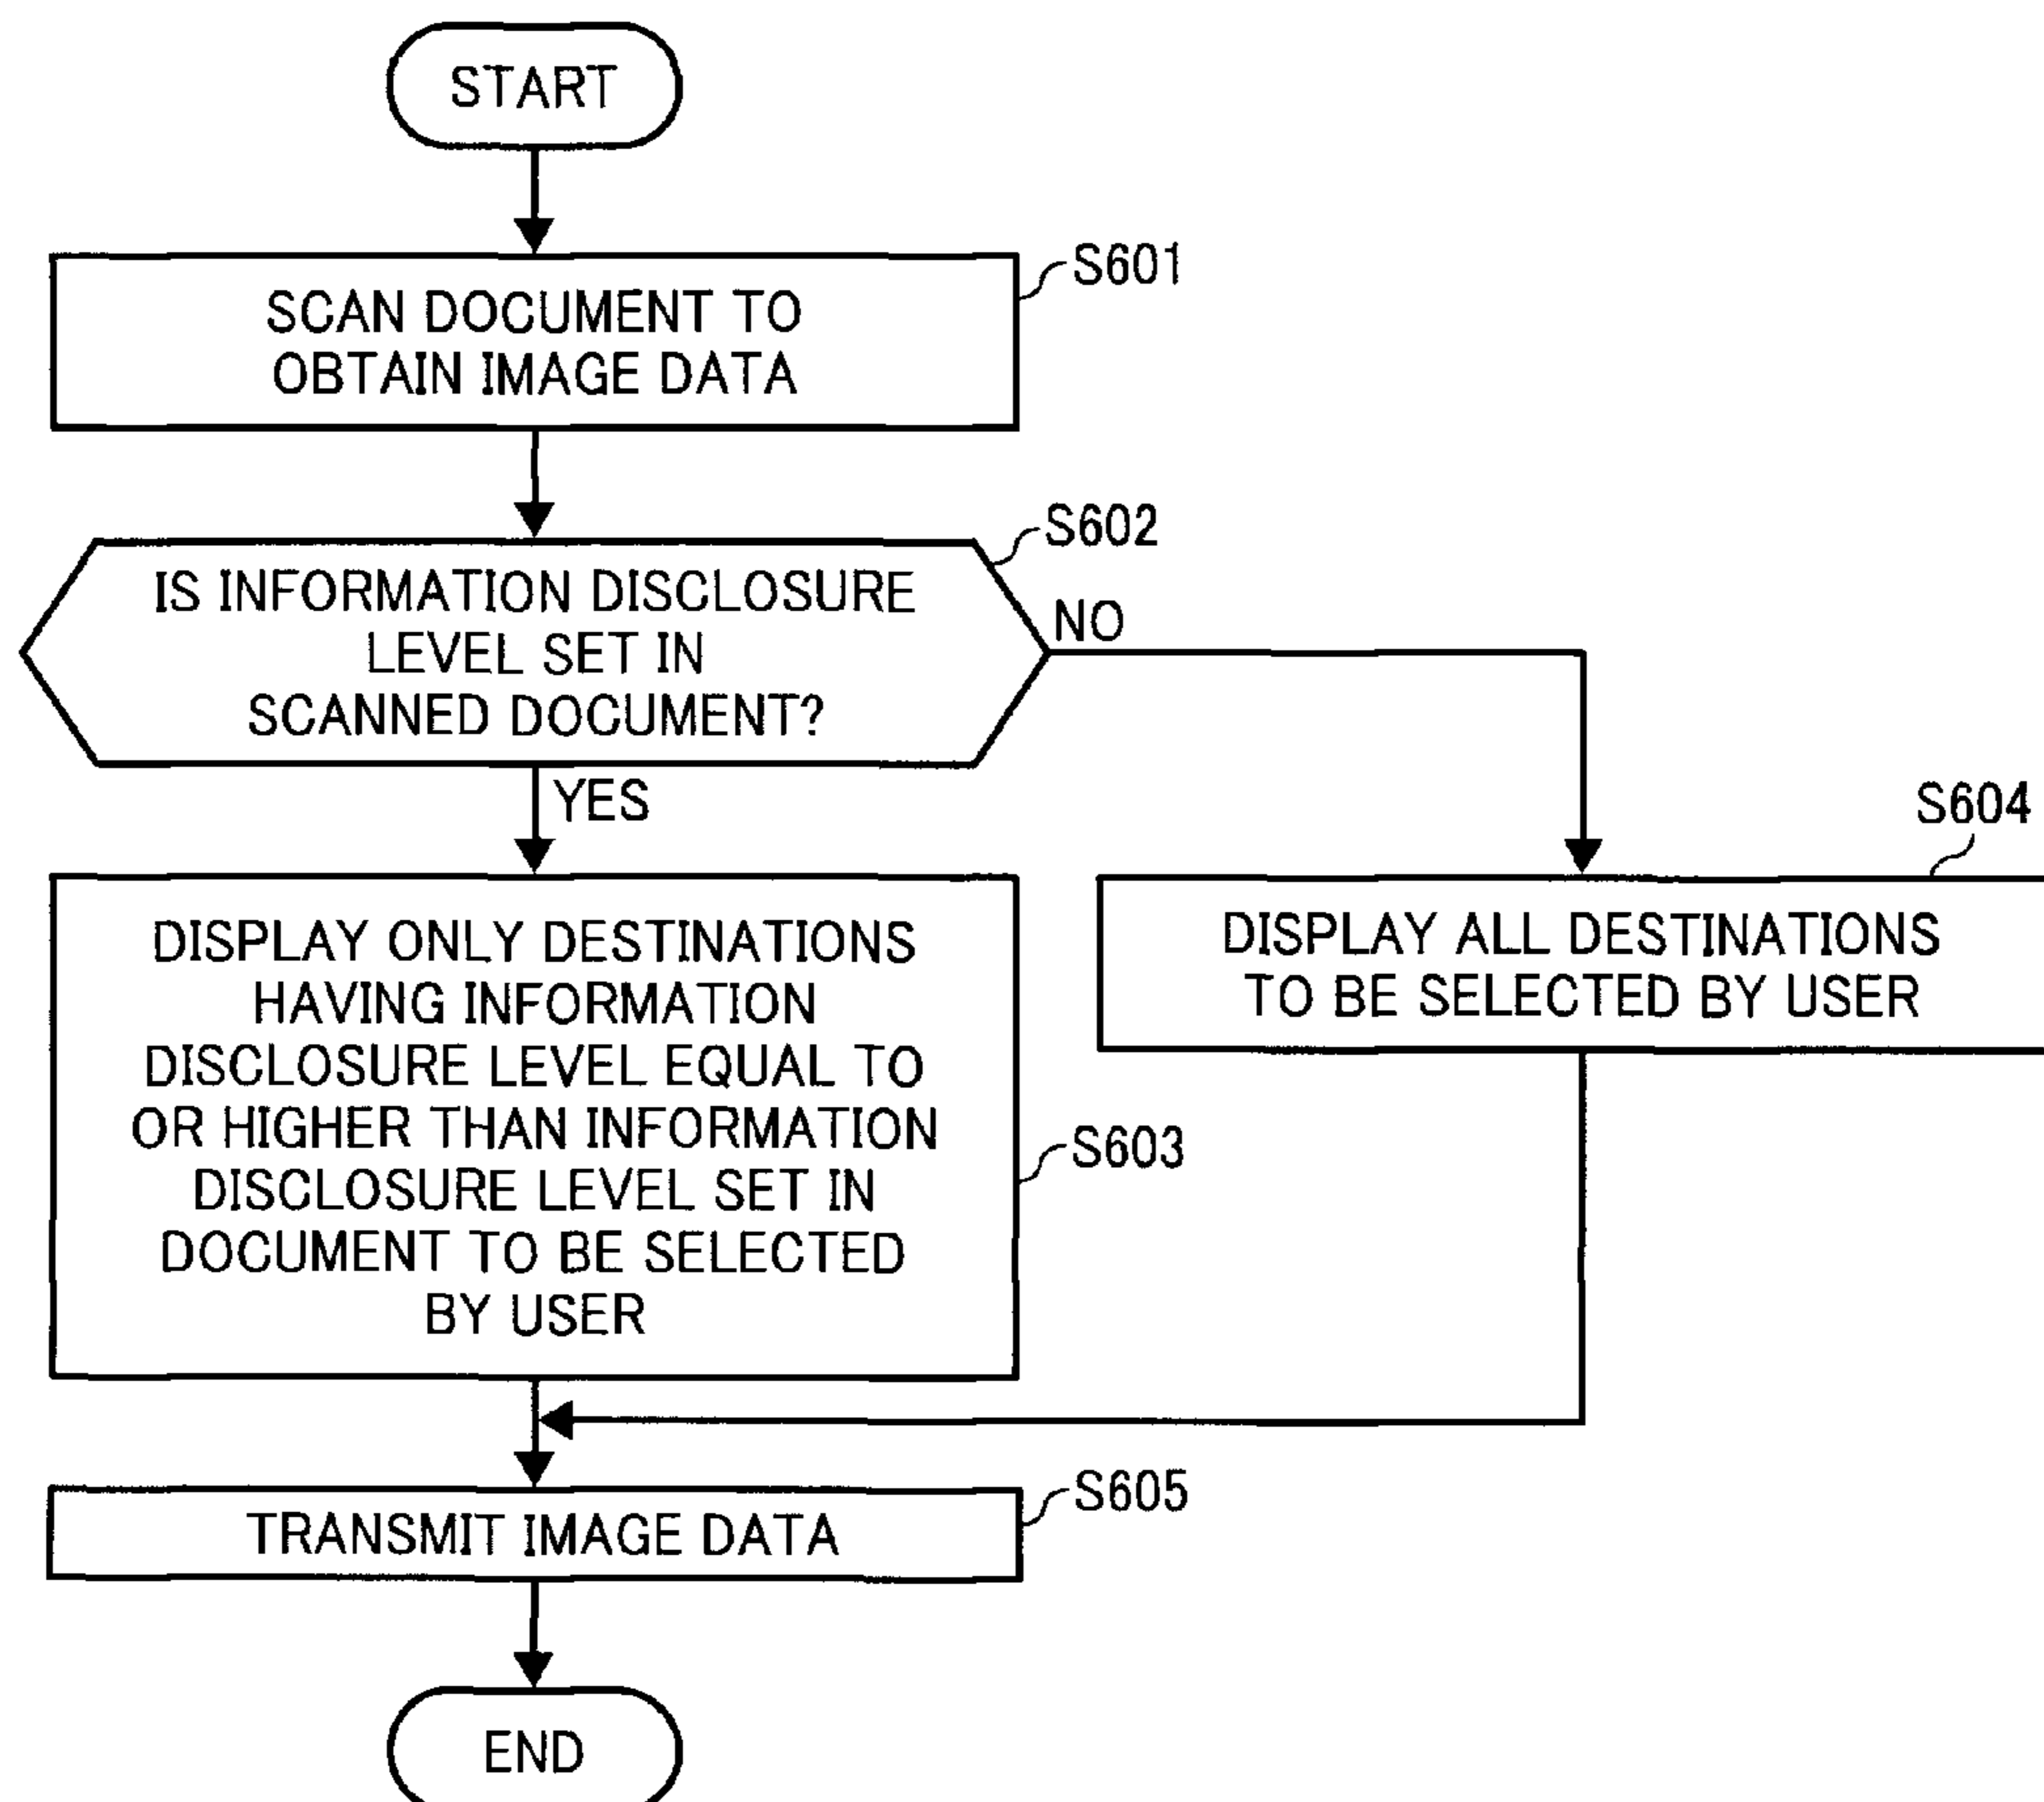 START
S601
SCAN DOCUMENT TO
OBTAIN IMAGE DATA
S602
IS INFORMATION DISCLOSURE
LEVEL SET IN
SCANNED DOCUMENT?
NO
YES
S604
DISPLAY ALL DESTINATIONS
TO BE SELECTED BY USER
DISPLAY ONLY DESTINATIONS
HAVING INFORMATION
DISCLOSURE LEVEL EQUAL TO
OR HIGHER THAN INFORMATION
DISCLOSURE LEVEL SET IN
DOCUMENT TO BE SELECTED
BY USER
S603
S605
TRANSMIT IMAGE DATA
END